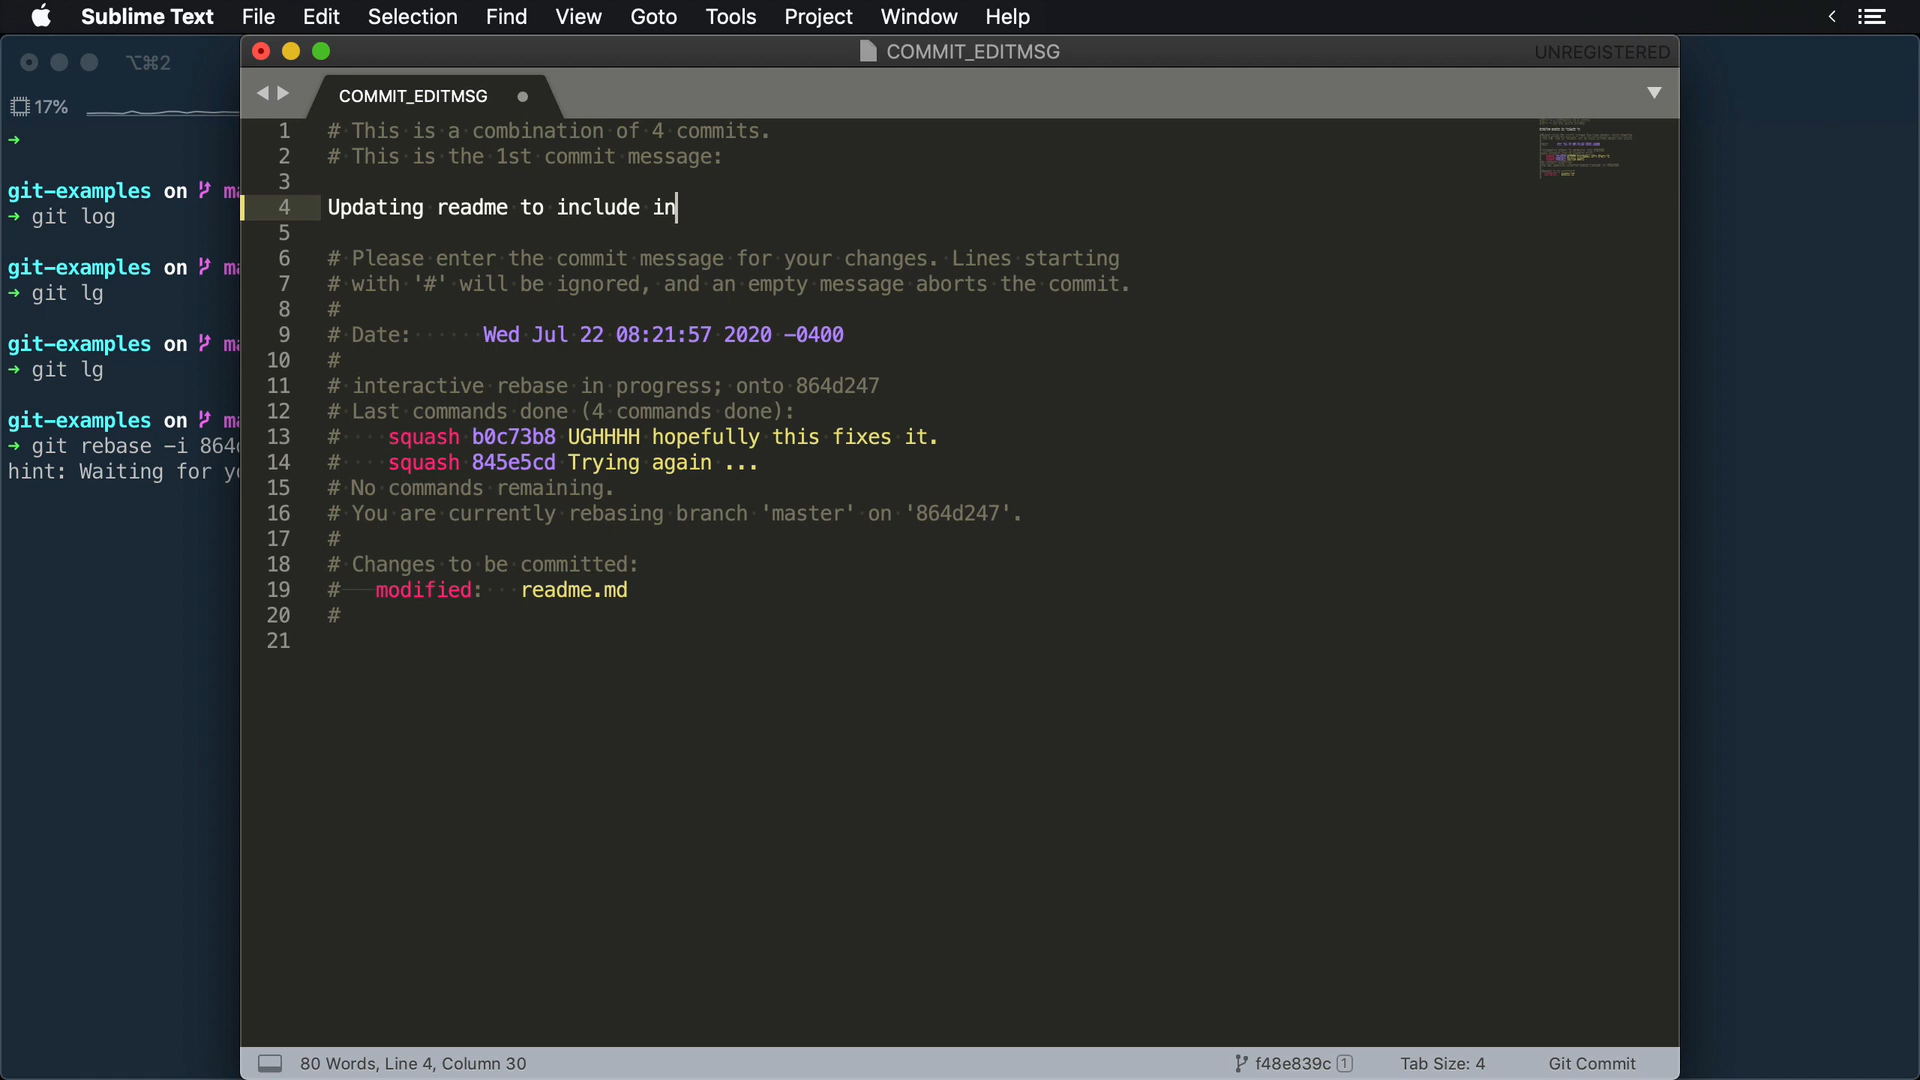 Sublime Text File Edit Selection Find View Goto Tools Project Window Help
COMMIT_EDITMSG
UNREGISTERED
⌥⌘2
17%
➜
git-examples on ma
➜ git log
git-examples on ma
➜ git lg
git-examples on ma
➜ git lg
git-examples on ma
➜ git rebase -i 864d
hint: Waiting for yo
COMMIT_EDITMSG
1 # This is a combination of 4 commits.
2 # This is the 1st commit message:
3
4 Updating readme to include in
5
6 # Please enter the commit message for your changes. Lines starting
7 # with '#' will be ignored, and an empty message aborts the commit.
8 #
9 # Date:      Wed Jul 22 08:21:57 2020 -0400
10 #
11 # interactive rebase in progress; onto 864d247
12 # Last commands done (4 commands done):
13 #    squash b0c73b8 UGHHHH hopefully this fixes it.
14 #    squash 845e5cd Trying again ...
15 # No commands remaining.
16 # You are currently rebasing branch 'master' on '864d247'.
17 #
18 # Changes to be committed:
19 #	modified:   readme.md
20 #
21
80 Words, Line 4, Column 30
f48e839c 1
Tab Size: 4
Git Commit